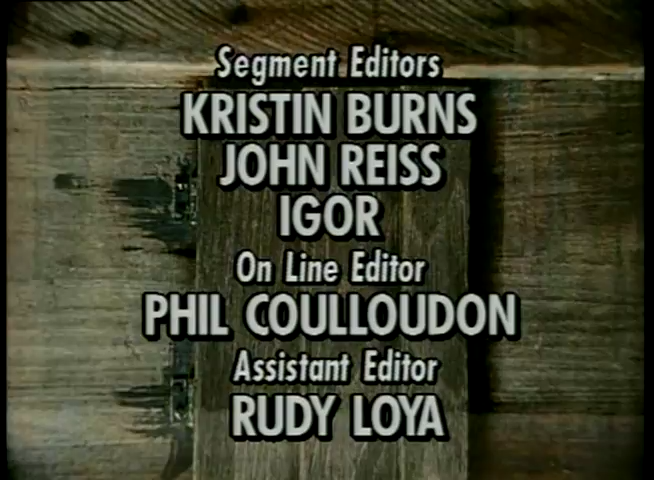 Segment Editors
KRISTIN BURNS
JOHN REISS
IGOR
On Line Editor
PHIL COULLOUDON
Assistant Editor
RUDY LOYA